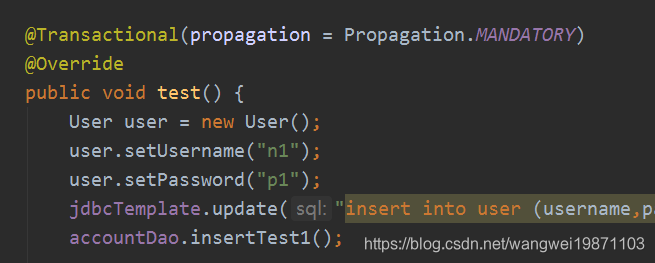 @Transactional(propagation = Propagation.MANDATORY)
@Override
public void test() {
User user = new User();
user.setUsername("n1");
user.setPassword("p1");
jdbcTemplate.update( sql: "insert into user (username,pa
accountDao.insertTest1();
https://blog.csdn.net/wangwei19871103